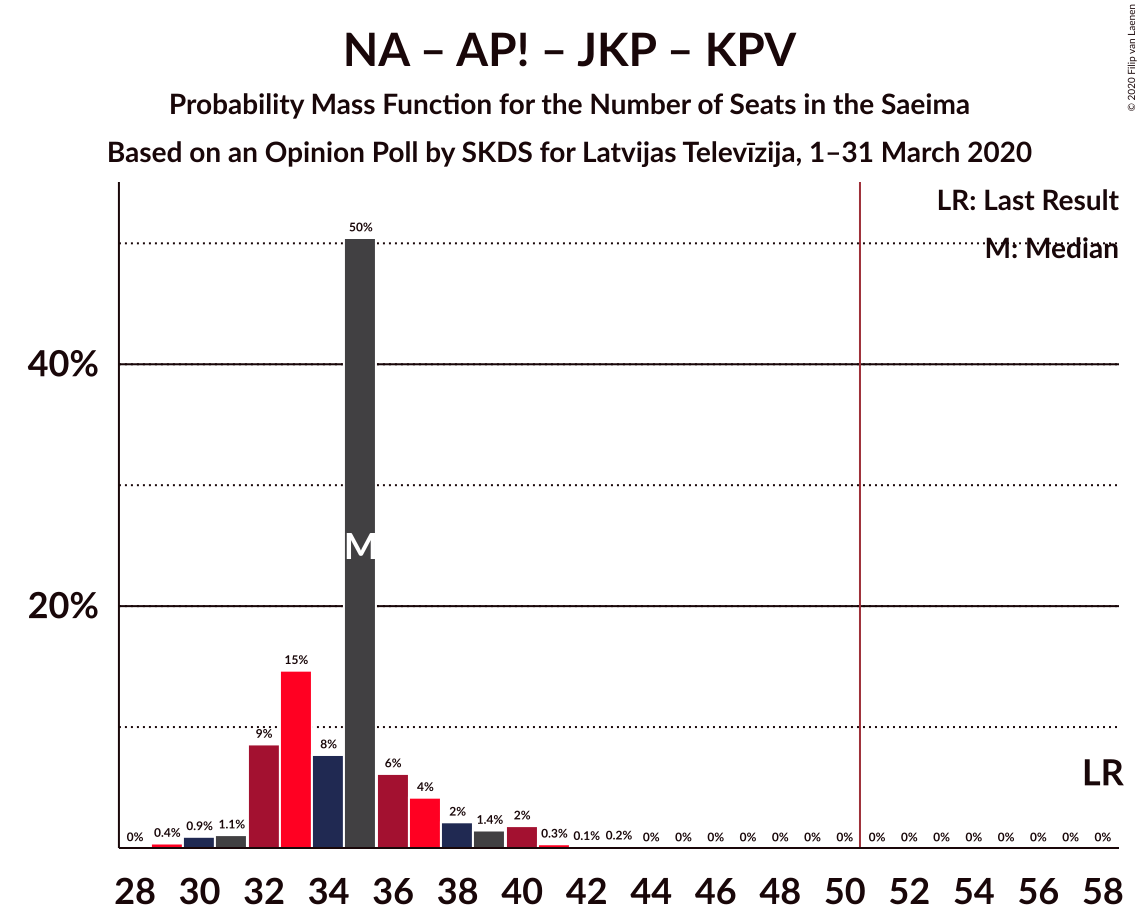 NA – AP! – JKP – KPV
Probability Mass Function for the Number of Seats in the Saeima
Based on an Opinion Poll by SKDS for Latvijas Televīzija, 1–31 March 2020
© 2020 Filip van Laenen
LR: Last Result
M: Median
40%
20%
0% 0.4% 0.9% 1.1% 9% 15% 8% 50% 6% 4% 2% 1.4% 2% 0.3% 0.1% 0.2% 0% 0% 0% 0% 0% 0% 0% 0% 0% 0% 0% 0% 0% 0% 0%
M
LR
28 30 32 34 36 38 40 42 44 46 48 50 52 54 56 58